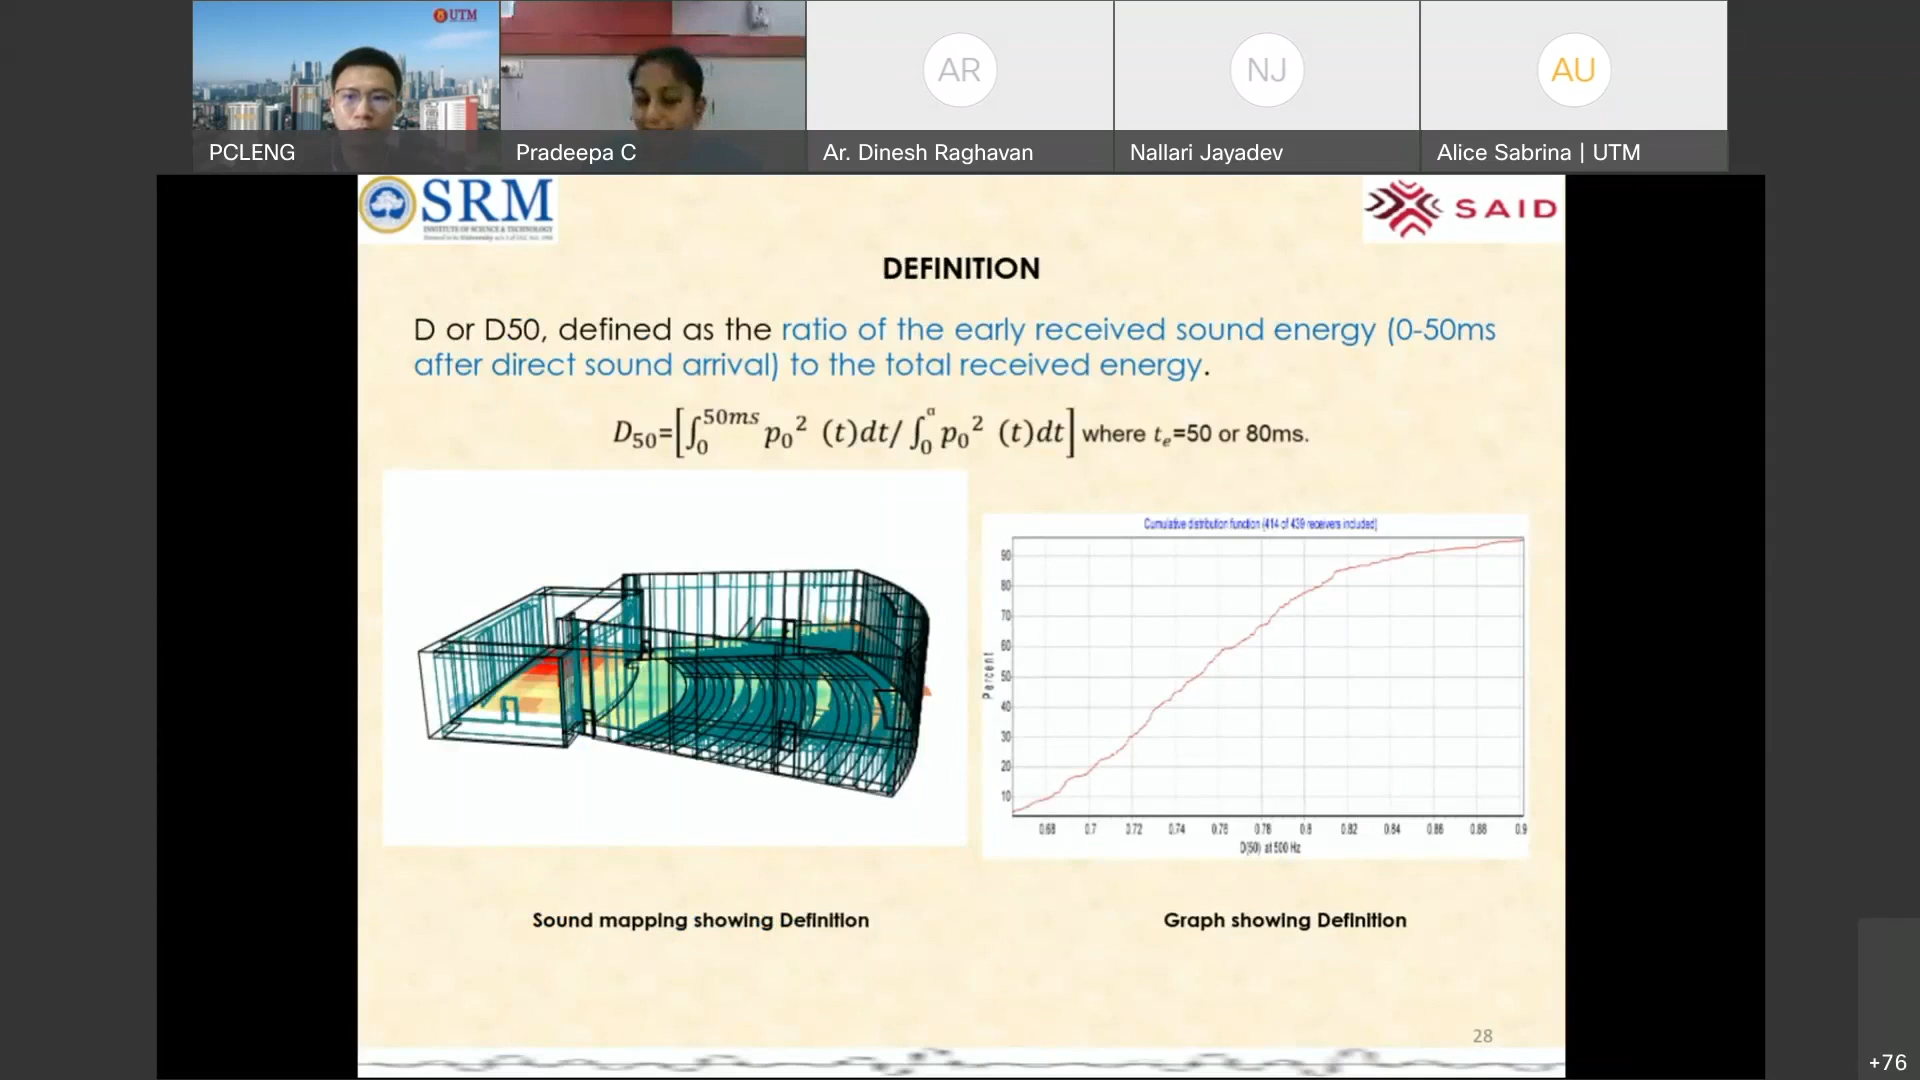 UTM
PCLENG
Pradeepa C
AR
Ar. Dinesh Raghavan
NJ
Nallari Jayadev
AU
Alice Sabrina | UTM
SRM
INSTITUTE OF SCIENCE & TECHNOLOGY
SAID
DEFINITION
D or D50, defined as the ratio of the early received sound energy (0-50ms
after direct sound arrival) to the total received energy.
D₅₀=[∫₀⁵⁰ᵐˢ p₀² (t)dt/ ∫₀ᵅ p₀² (t)dt] where tₑ=50 or 80ms.
Cumulative distribution function (414 of 439 receivers included)
90
80
70
60
50
40
30
20
10
Percent
0.68 0.7 0.72 0.74 0.76 0.78 0.8 0.82 0.84 0.86 0.88 0.9
D(50) at 500 Hz
Sound mapping showing Definition
Graph showing Definition
28
+76